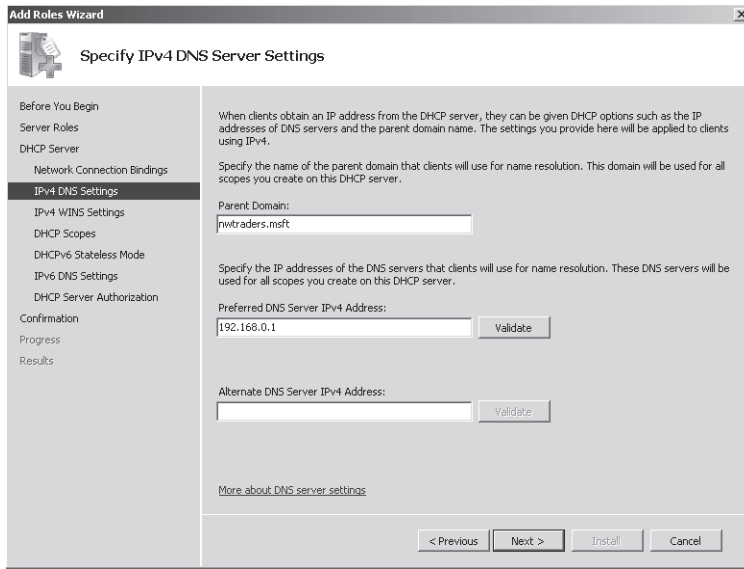 Add Roles Wizard
Specify IPv4 DNS Server Settings
Before You Begin
Server Roles
DHCP Server
Network Connection Bindings
IPv4 DNS Settings
IPv4 WINS Settings
DHCP Scopes
DHCPv6 Stateless Mode
IPv6 DNS Settings
DHCP Server Authorization
Confirmation
Progress
Results
When clients obtain an IP address from the DHCP server, they can be given DHCP options such as the IP
addresses of DNS servers and the parent domain name. The settings you provide here will be applied to clients
using IPv4.
Specify the name of the parent domain that clients will use for name resolution. This domain will be used for all
scopes you create on this DHCP server.
Parent Domain:
nwtraders.msft
Specify the IP addresses of the DNS servers that clients will use for name resolution. These DNS servers will be
used for all scopes you create on this DHCP server.
Preferred DNS Server IPv4 Address:
192.168.0.1
Validate
Alternate DNS Server IPv4 Address:
Validate
More about DNS server settings
< Previous
Next >
Install
Cancel